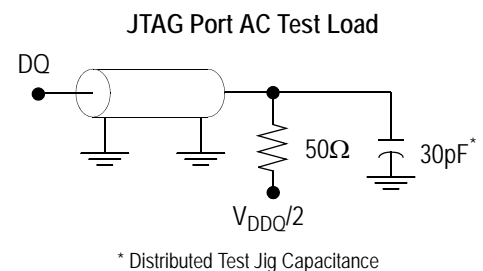 JTAG Port AC Test Load
DQ
50Ω
30pF*
VDDQ/2
* Distributed Test Jig Capacitance